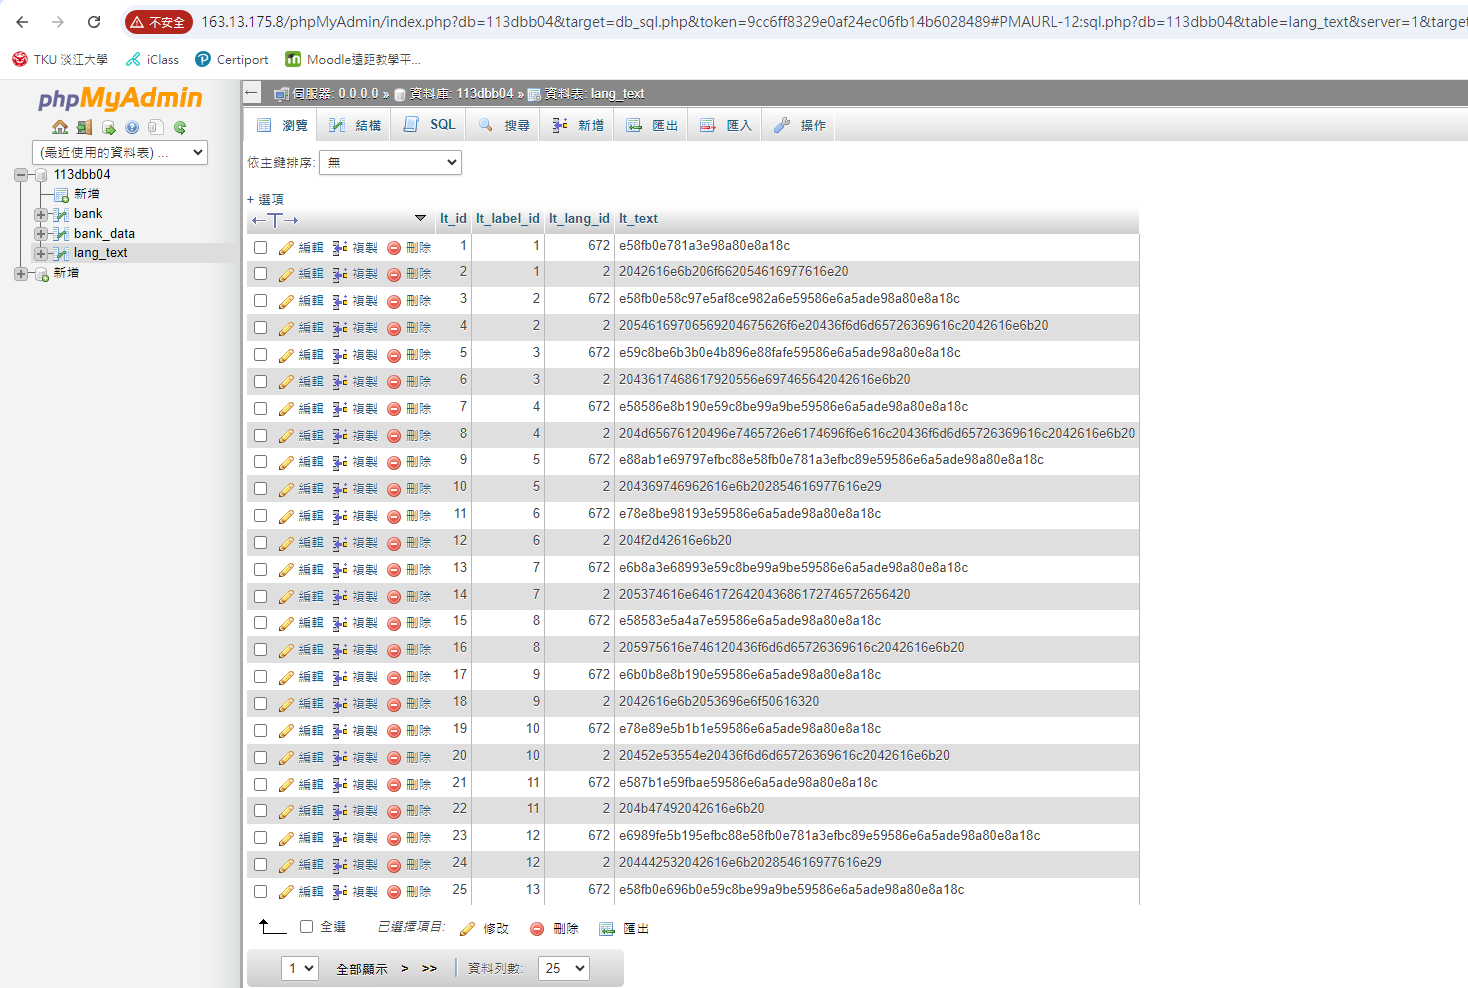 不安全 163.13.175.8/phpMyAdmin/index.php?db=113dbb04&target=db_sql.php&token=9cc6ff8329e0af24ec06fb14b6028489#PMAURL-12:sql.php?db=113dbb04&table=lang_text&server=1&target
TKU 淡江大學 iClass Certiport Moodle遠距教學平...
phpMyAdmin
(最近使用的資料表) ...
113dbb04
新增
bank
bank_data
lang_text
新增
伺服器: 0.0.0.0 » 資料庫: 113dbb04 » 資料表: lang_text
瀏覽 結構 SQL 搜尋 新增 匯出 匯入 操作
依主鍵排序: 無
+ 選項
←T→ lt_id lt_label_id lt_lang_id lt_text
編輯 複製 刪除 1 1 672 e58fb0e781a3e98a80e8a18c
編輯 複製 刪除 2 1 2 2042616e6b206f662054616977616e20
編輯 複製 刪除 3 2 672 e58fb0e58c97e5af8ce982a6e59586e6a5ade98a80e8a18c
編輯 複製 刪除 4 2 2 20546169706569204675626f6e20436f6d6d65726369616c2042616e6b20
編輯 複製 刪除 5 3 672 e59c8be6b3b0e4b896e88fafe59586e6a5ade98a80e8a18c
編輯 複製 刪除 6 3 2 2043617468617920556e697465642042616e6b20
編輯 複製 刪除 7 4 672 e58586e8b190e59c8be99a9be59586e6a5ade98a80e8a18c
編輯 複製 刪除 8 4 2 204d65676120496e7465726e6174696f6e616c20436f6d6d65726369616c2042616e6b20
編輯 複製 刪除 9 5 672 e88ab1e69797efbc88e58fb0e781a3efbc89e59586e6a5ade98a80e8a18c
編輯 複製 刪除 10 5 2 204369746962616e6b202854616977616e29
編輯 複製 刪除 11 6 672 e78e8be98193e59586e6a5ade98a80e8a18c
編輯 複製 刪除 12 6 2 204f2d42616e6b20
編輯 複製 刪除 13 7 672 e6b8a3e68993e59c8be99a9be59586e6a5ade98a80e8a18c
編輯 複製 刪除 14 7 2 205374616e6461726420436861727465726564​20
編輯 複製 刪除 15 8 672 e58583e5a4a7e59586e6a5ade98a80e8a18c
編輯 複製 刪除 16 8 2 205975616e746120436f6d6d65726369616c2042616e6b20
編輯 複製 刪除 17 9 672 e6b0b8e8b190e59586e6a5ade98a80e8a18c
編輯 複製 刪除 18 9 2 2042616e6b2053696e6f50616320
編輯 複製 刪除 19 10 672 e78e89e5b1b1e59586e6a5ade98a80e8a18c
編輯 複製 刪除 20 10 2 20452e53554e20436f6d6d65726369616c2042616e6b20
編輯 複製 刪除 21 11 672 e587b1e59fbae59586e6a5ade98a80e8a18c
編輯 複製 刪除 22 11 2 204b47492042616e6b20
編輯 複製 刪除 23 12 672 e6989fe5b195efbc88e58fb0e781a3efbc89e59586e6a5ade98a80e8a18c
編輯 複製 刪除 24 12 2 204442532042616e6b202854616977616e29
編輯 複製 刪除 25 13 672 e58fb0e696b0e59c8be99a9be59586e6a5ade98a80e8a18c
全選 已選擇項目: 修改 刪除 匯出
1 全部顯示 > >> 資料列數: 25